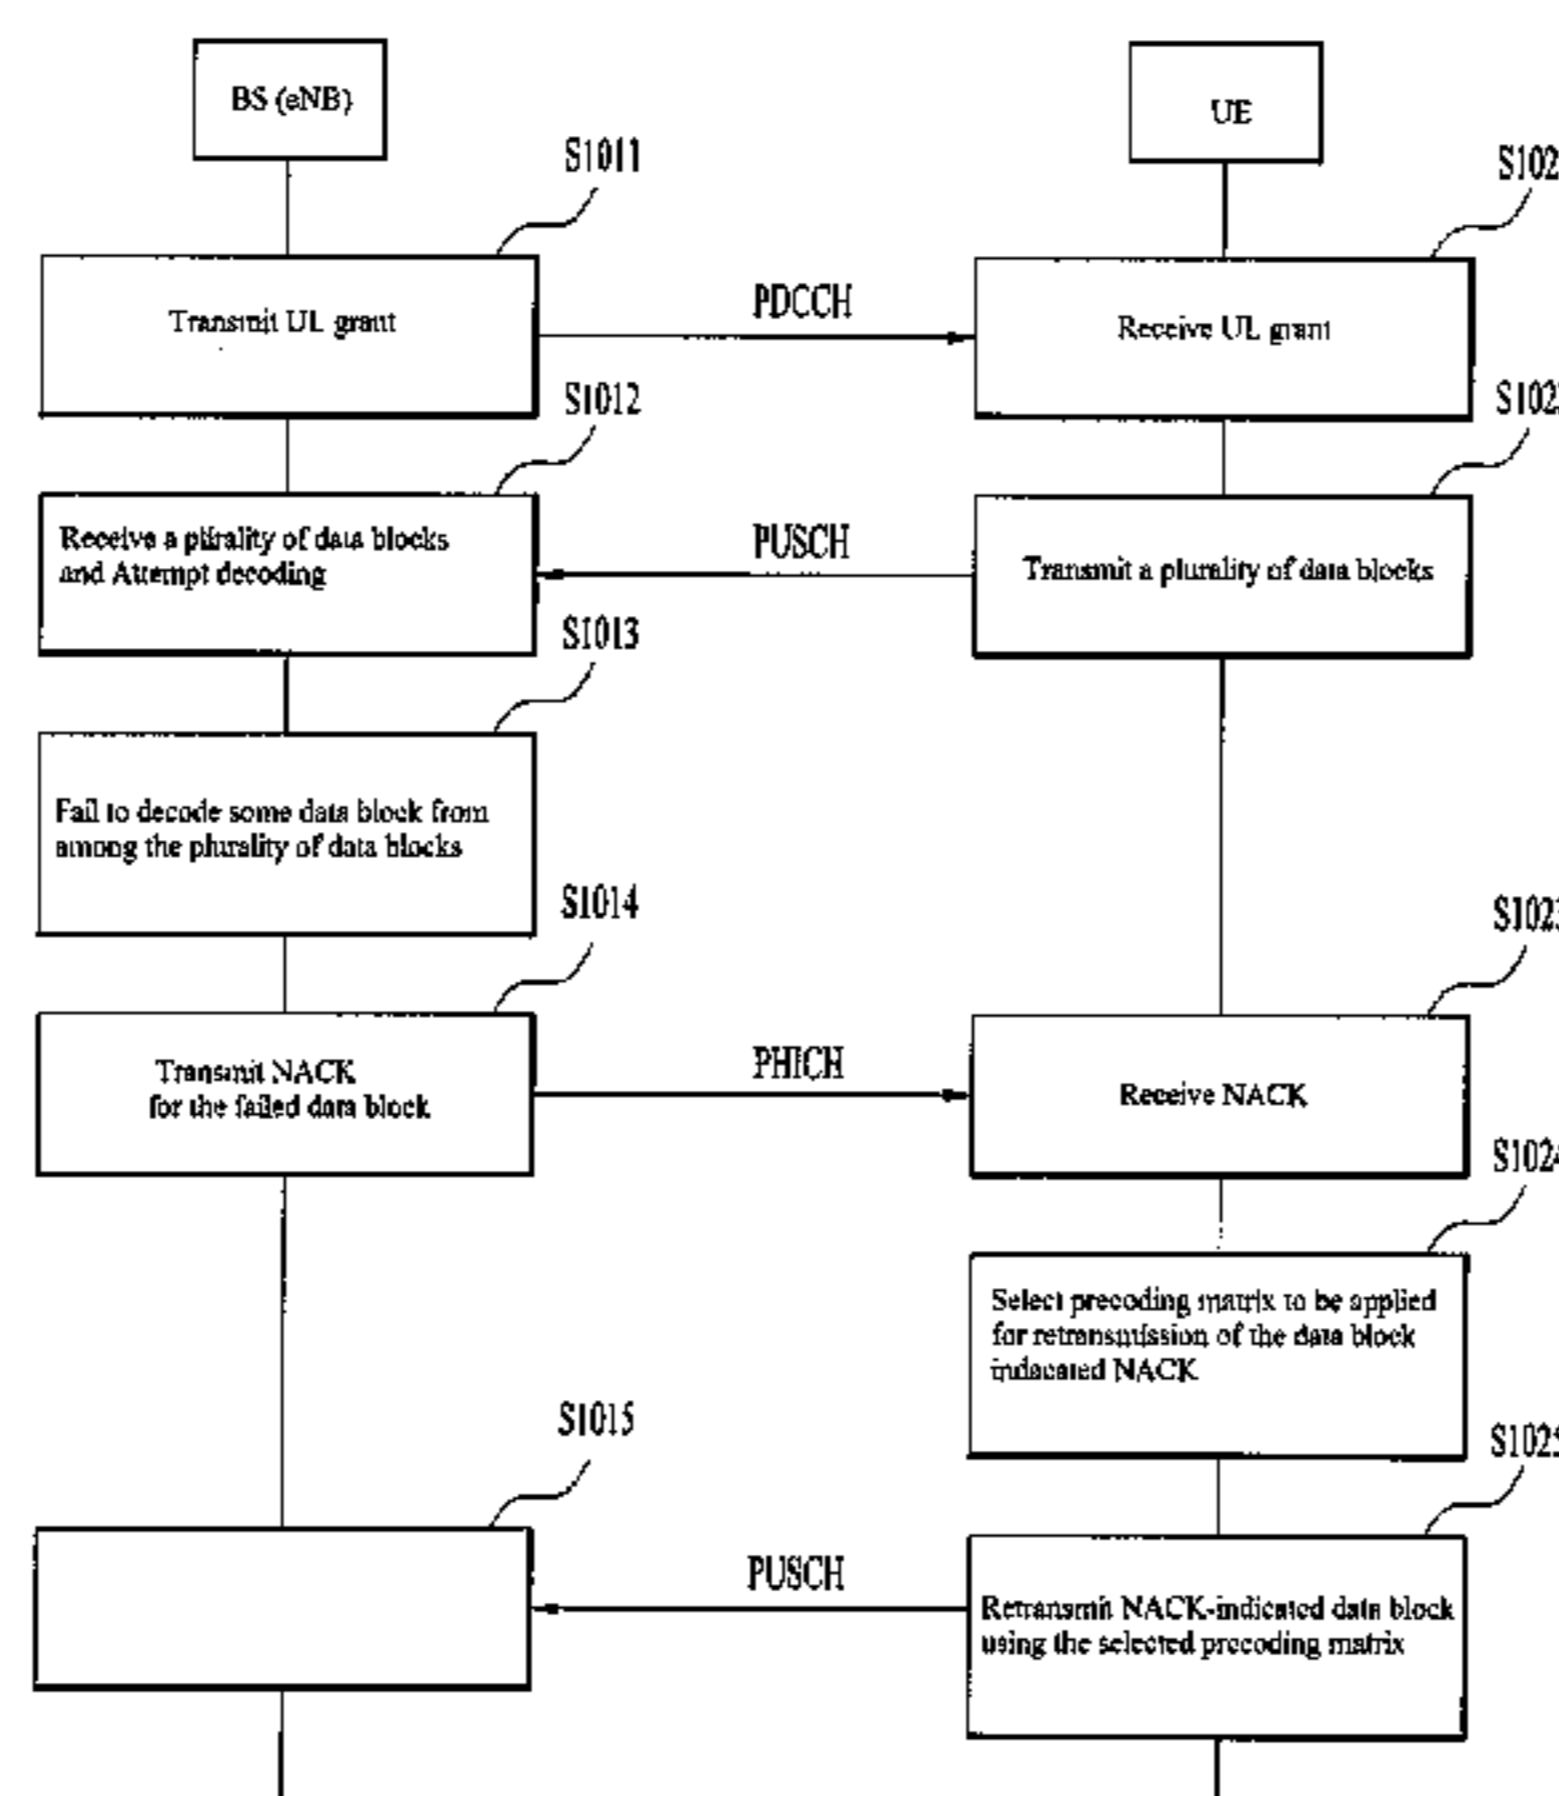 BS (eNB)
UE
S1011
S102
Transmit UL grant
PDCCH
Receive UL grant
S1012
S102
Receive a plurality of data blocks
and Attempt decoding
PUSCH
Transmit a plurality of data blocks
S1013
Fail to decode some data block from
among the plurality of data blocks
S1014
S1023
Transmit NACK
for the failed data block
PHICH
Receive NACK
S1024
Select precoding matrix to be applied
for retransmission of the data block
indacated NACK
S1015
S1025
PUSCH
Retransmit NACK-indicated data block
using the selected precoding matrix